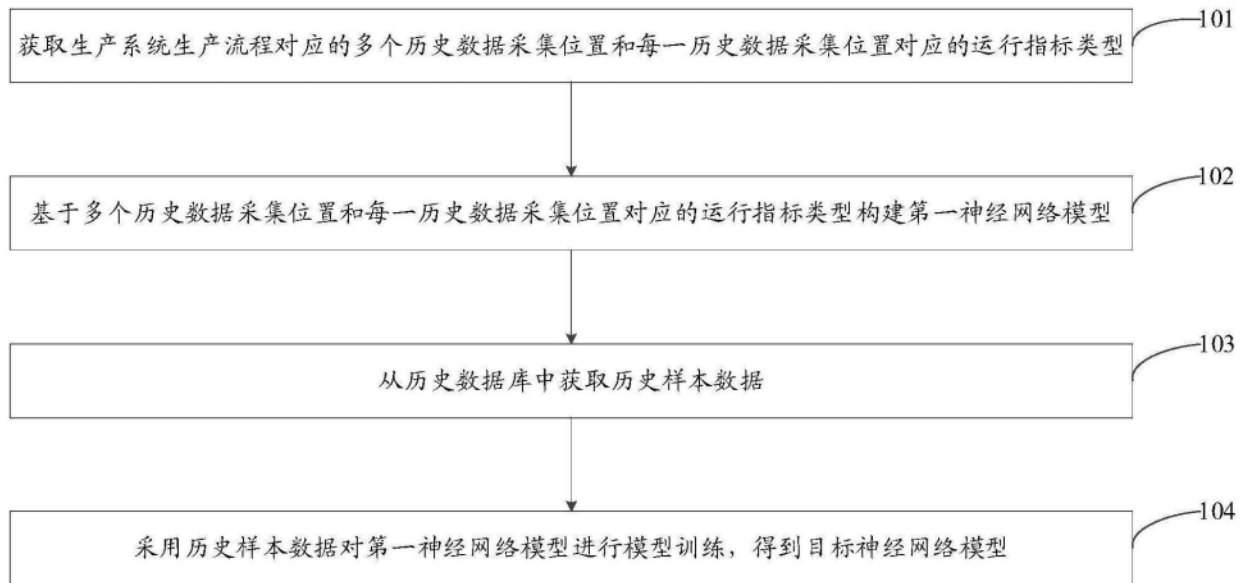 101
获取生产系统生产流程对应的多个历史数据采集位置和每一历史数据采集位置对应的运行指标类型
102
基于多个历史数据采集位置和每一历史数据采集位置对应的运行指标类型构建第一神经网络模型
103
从历史数据库中获取历史样本数据
104
采用历史样本数据对第一神经网络模型进行模型训练，得到目标神经网络模型